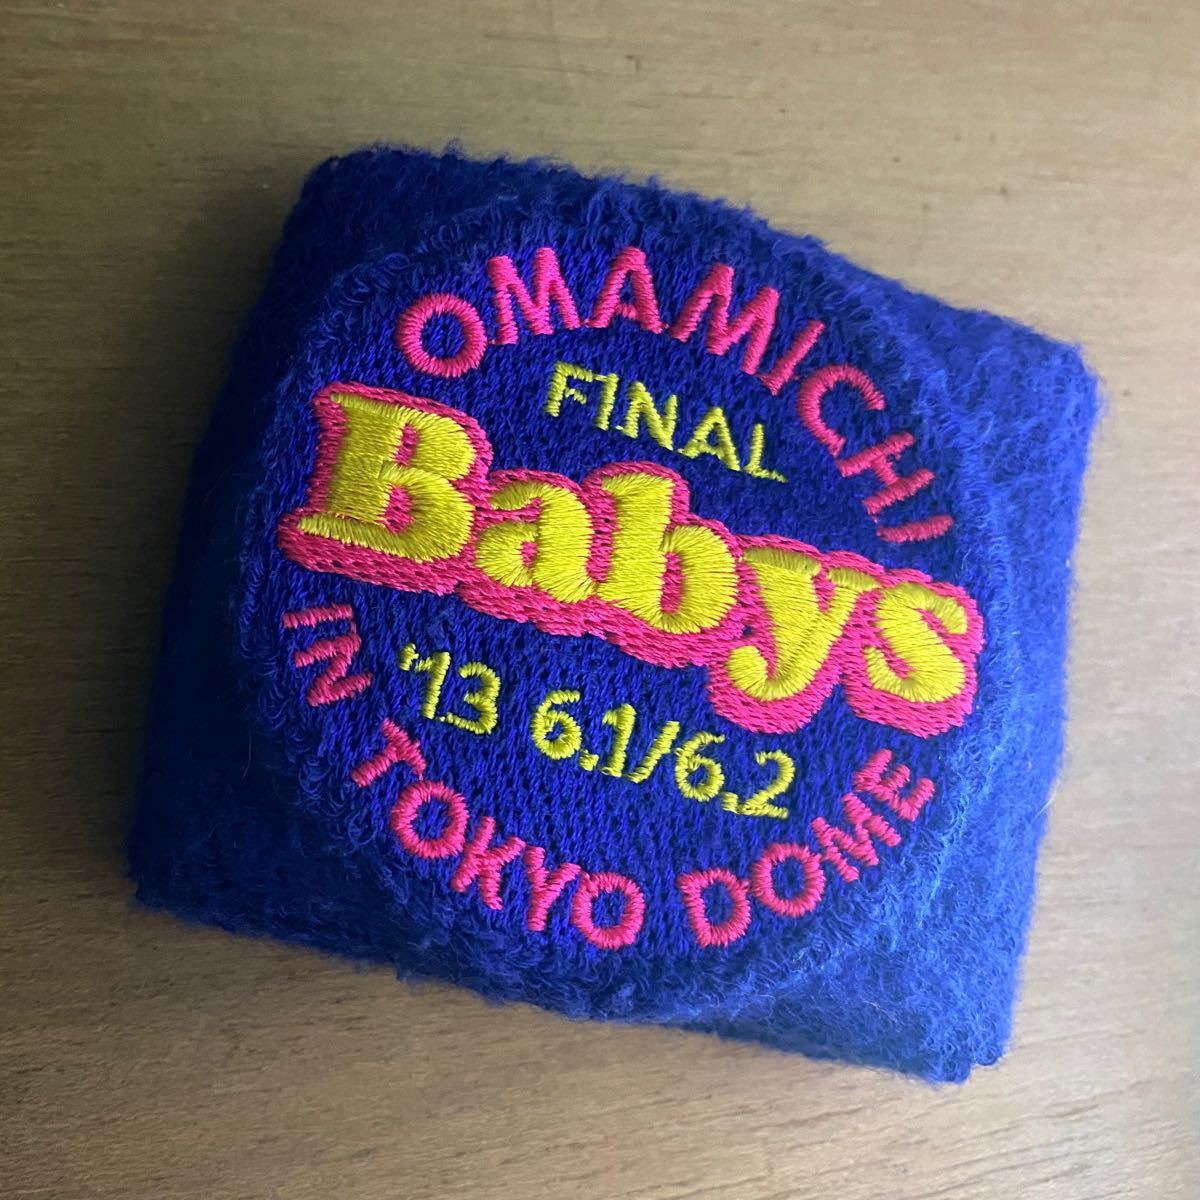 OMAMICHI
FINAL
Babys
'13 6.1/6.2
IN TOKYO DOME